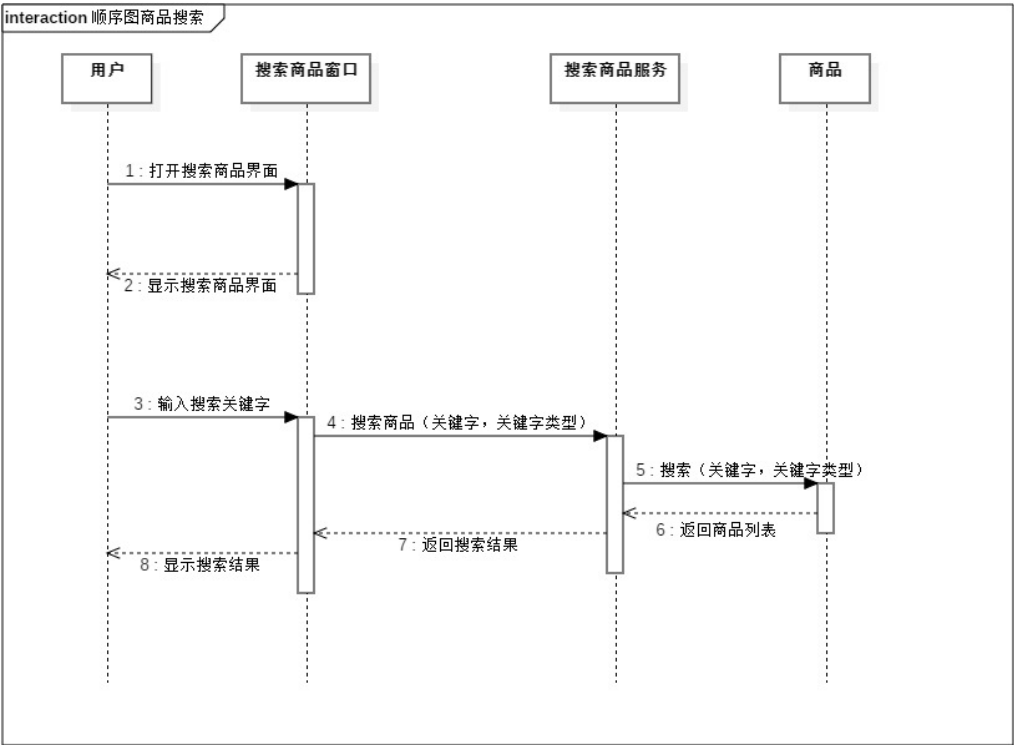 interaction 顺序图商品搜索
用户
搜索商品窗口
搜索商品服务
商品
1 : 打开搜索商品界面
2 : 显示搜索商品界面
3 : 输入搜索关键字
4 : 搜索商品（关键字，关键字类型）
5 : 搜索（关键字，关键字类型）
6 : 返回商品列表
7 : 返回搜索结果
8 : 显示搜索结果